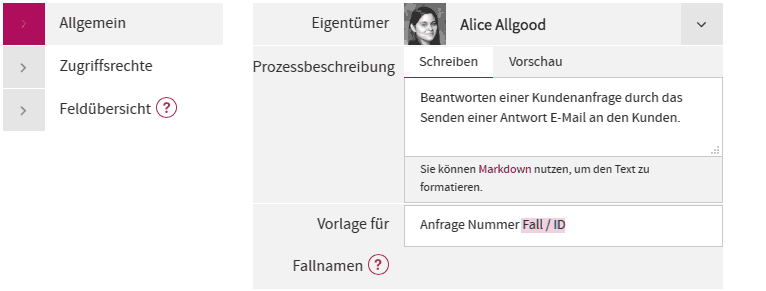 Allgemein
Zugriffsrechte
Feldübersicht ?
Eigentümer
Alice Allgood
Prozessbeschreibung
Schreiben Vorschau
Beantworten einer Kundenanfrage durch das
Senden einer Antwort E-Mail an den Kunden.
Sie können Markdown nutzen, um den Text zu
formatieren.
Vorlage für
Fallnamen ?
Anfrage Nummer Fall / ID